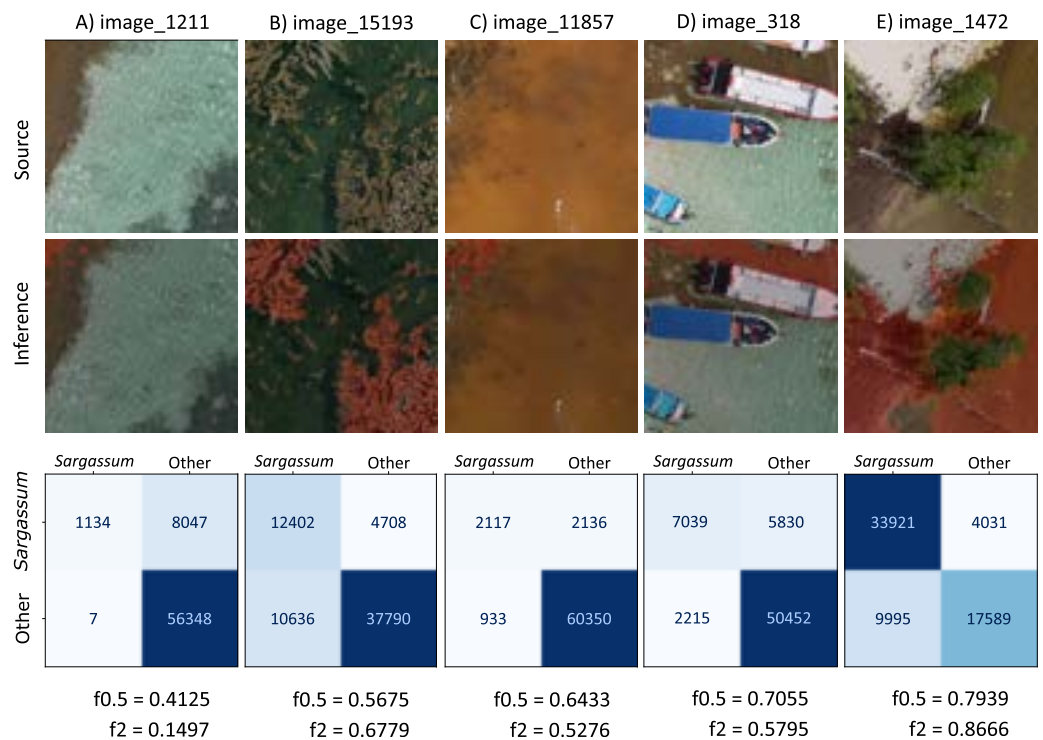 A) image_1211 B) image_15193 C) image_11857 D) image_318 E) image_1472
Source
Inference
Sargassum Other Sargassum Other Sargassum Other Sargassum Other Sargassum Other
Sargassum 1134 8047 12402 4708 2117 2136 7039 5830 33921 4031
Other 7 56348 10636 37790 933 60350 2215 50452 9995 17589
f0.5 = 0.4125 f0.5 = 0.5675 f0.5 = 0.6433 f0.5 = 0.7055 f0.5 = 0.7939
f2 = 0.1497 f2 = 0.6779 f2 = 0.5276 f2 = 0.5795 f2 = 0.8666